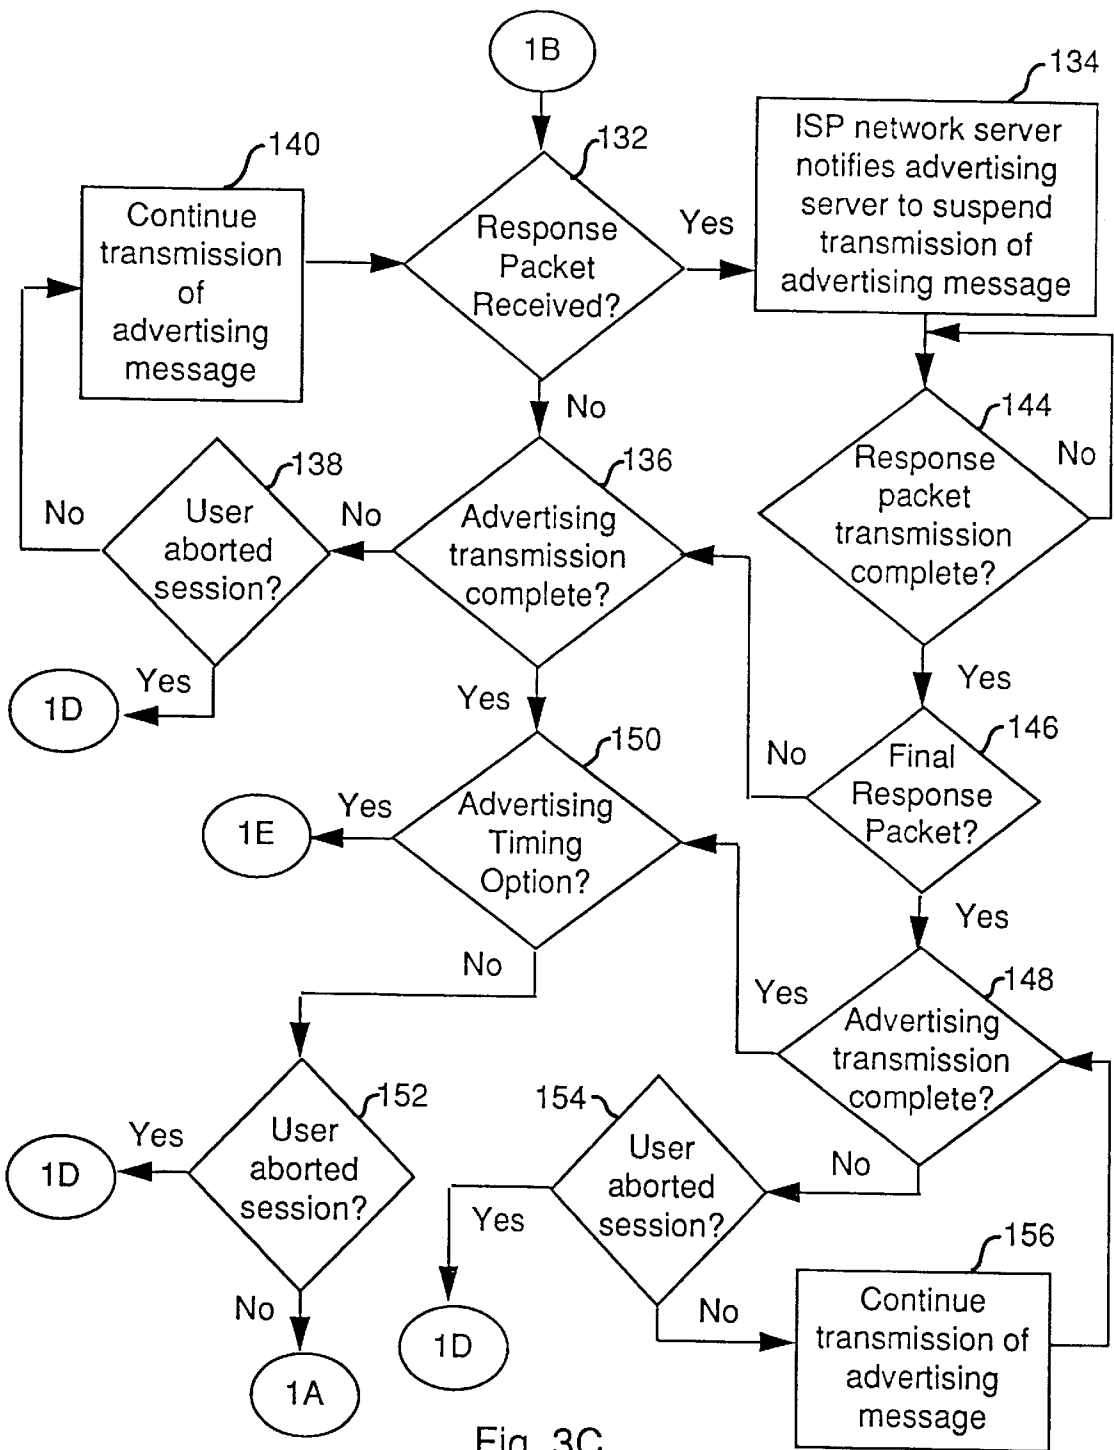 1B
134
ISP network server
notifies advertising
server to suspend
transmission of
advertising message
140
Continue
transmission
of
advertising
message
132
Response
Packet
Received?
Yes
No
144
Response
packet
transmission
complete?
No
138
User
aborted
session?
No
No
136
Advertising
transmission
complete?
Yes
1D
Yes
Yes
146
Final
Response
Packet?
No
150
Advertising
Timing
Option?
Yes
1E
Yes
No
148
Advertising
transmission
complete?
Yes
152
User
aborted
session?
Yes
1D
154
User
aborted
session?
No
Yes
156
Continue
transmission of
advertising
message
No
No
1D
1A
Fig. 3C